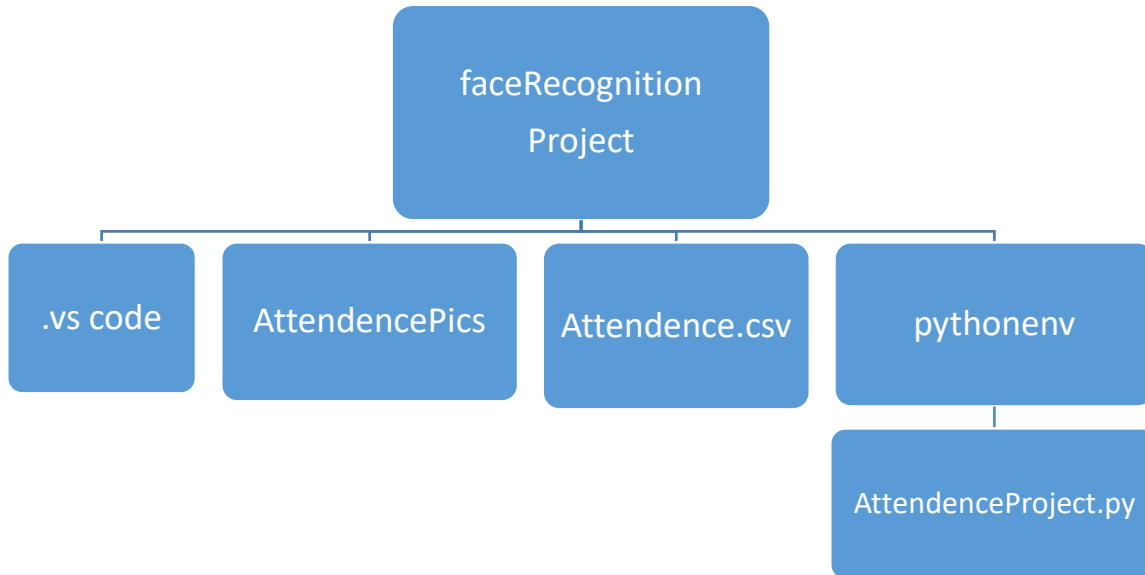 faceRecognition
Project
.vs code
AttendencePics
Attendence.csv
pythonenv
AttendenceProject.py